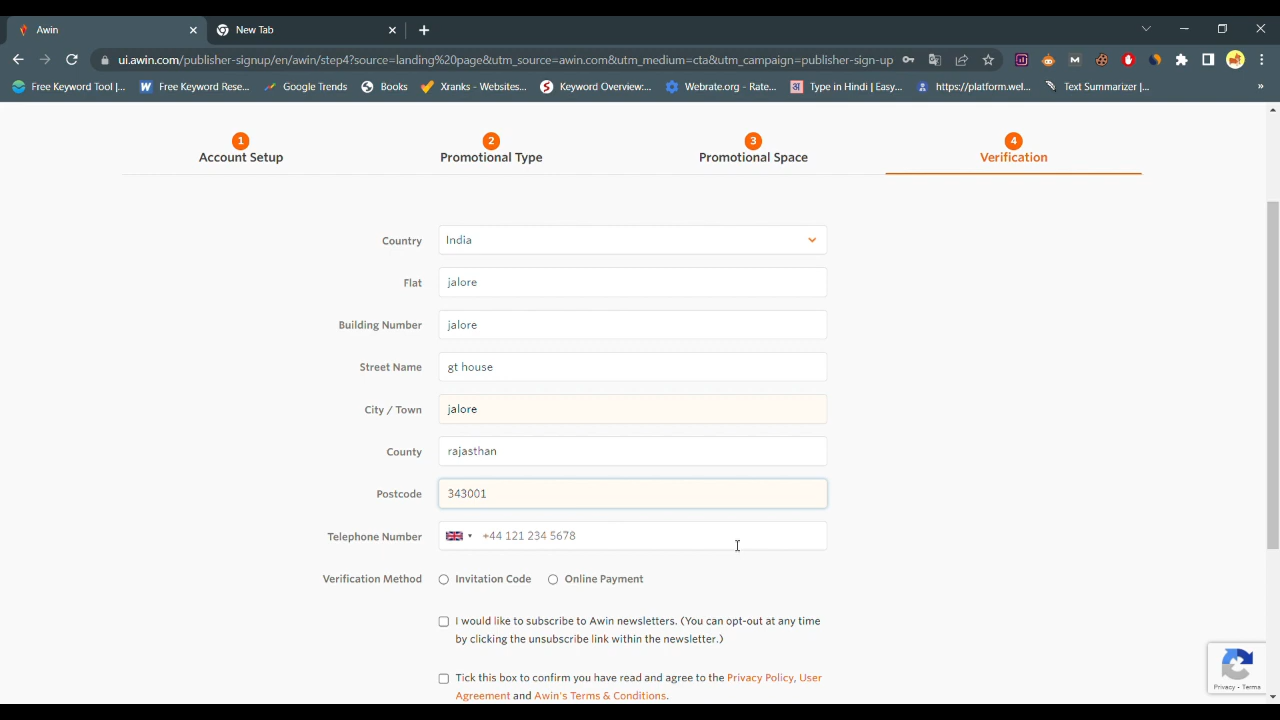 Awin
New Tab
ui.awin.com/publisher-signup/en/awin/step4?source=landing%20page&utm_source=awin.com&utm_medium=cta&utm_campaign=publisher-sign-up
Free Keyword Tool |... W Free Keyword Rese... Google Trends Books Xranks - Websites... Keyword Overview:... Webrate.org - Rate... अ Type in Hindi | Easy... https://platform.wel... Text Summarizer |... »
1 2 3 4
Account Setup Promotional Type Promotional Space Verification
Country India
Flat jalore
Building Number jalore
Street Name gt house
City / Town jalore
County rajasthan
Postcode 343001
Telephone Number +44 121 234 5678
Verification Method Invitation Code Online Payment
I would like to subscribe to Awin newsletters. (You can opt-out at any time
by clicking the unsubscribe link within the newsletter.)
Tick this box to confirm you have read and agree to the Privacy Policy, User
Agreement and Awin's Terms & Conditions.
Privacy - Terms